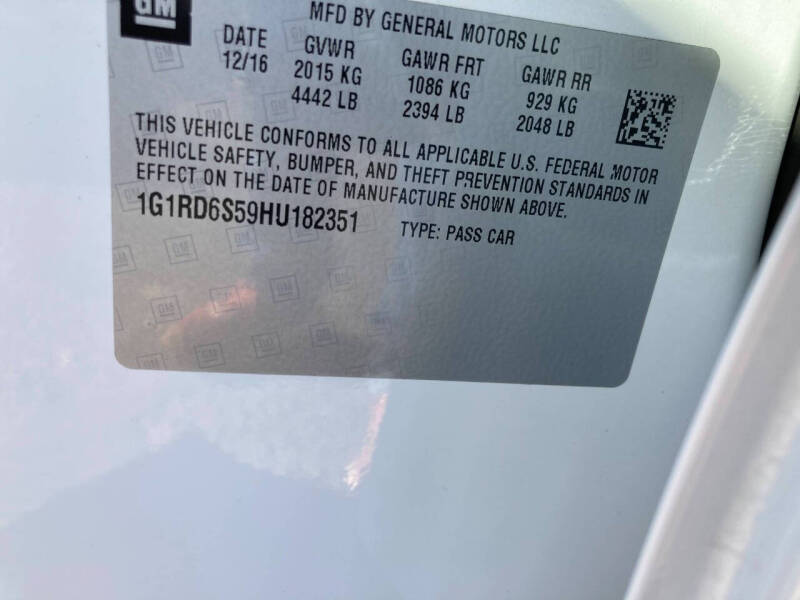 GM
MFD BY GENERAL MOTORS LLC
DATE GVWR GAWR FRT GAWR RR
12/16 2015 KG 1086 KG 929 KG
4442 LB 2394 LB 2048 LB
THIS VEHICLE CONFORMS TO ALL APPLICABLE U.S. FEDERAL MOTOR
VEHICLE SAFETY, BUMPER, AND THEFT PREVENTION STANDARDS IN
EFFECT ON THE DATE OF MANUFACTURE SHOWN ABOVE.
1G1RD6S59HU182351 TYPE: PASS CAR